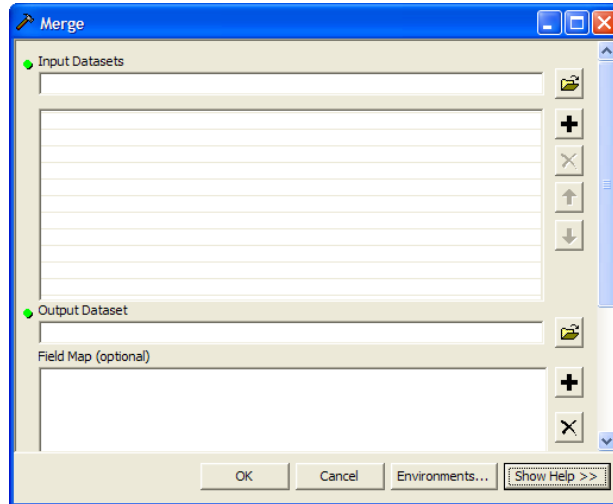 Merge
Input Datasets
Output Dataset
Field Map (optional)
OK Cancel Environments... Show Help >>